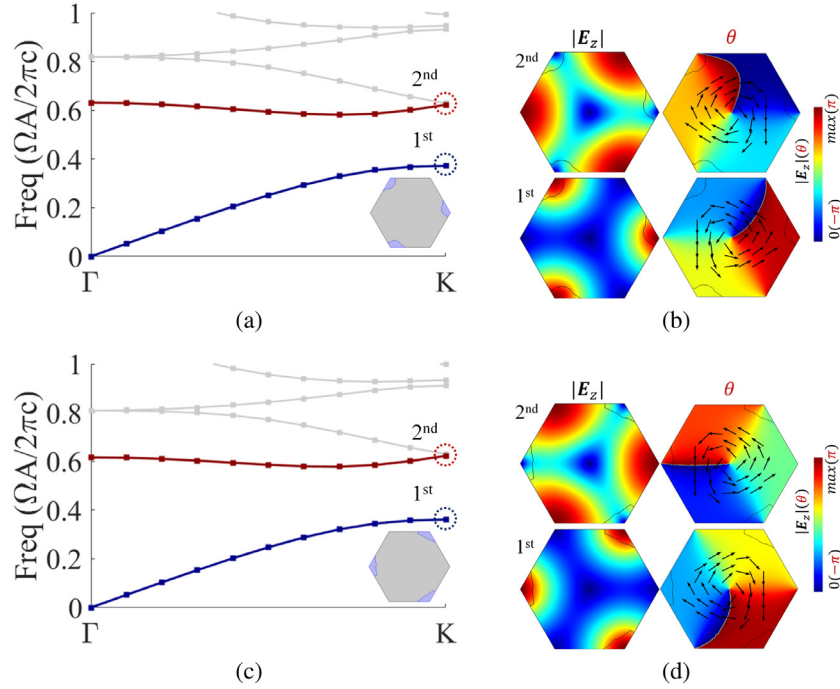 1
0.8
0.6
0.4
0.2
0
Freq (ΩA/2πc)
2nd
1st
Γ
K
(a)
|Ez|
θ
2nd
1st
max(π)
|Ez|(θ)
0(−π)
(b)
1
0.8
0.6
0.4
0.2
0
Freq (ΩA/2πc)
2nd
1st
Γ
K
(c)
|Ez|
θ
2nd
1st
max(π)
|Ez|(θ)
0(−π)
(d)